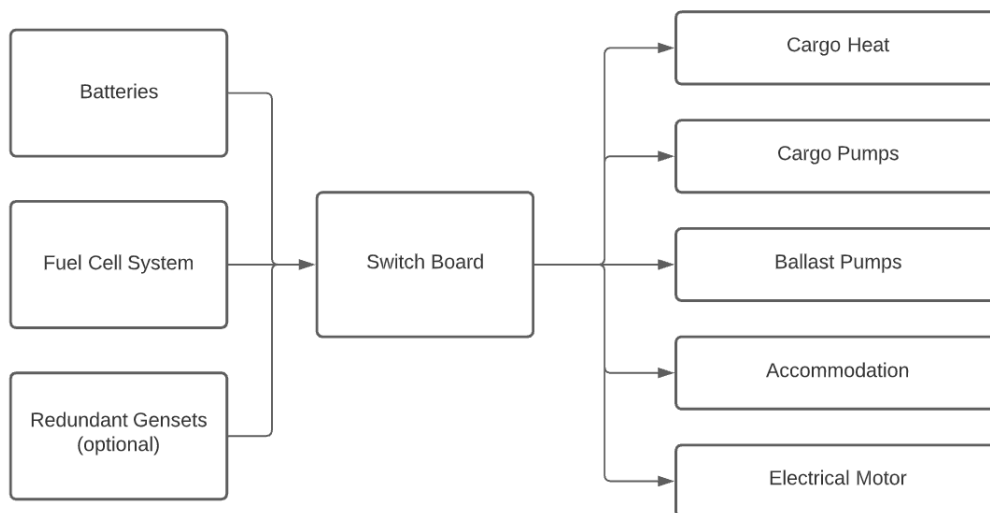 Batteries
Fuel Cell System
Redundant Gensets
(optional)
Switch Board
Cargo Heat
Cargo Pumps
Ballast Pumps
Accommodation
Electrical Motor